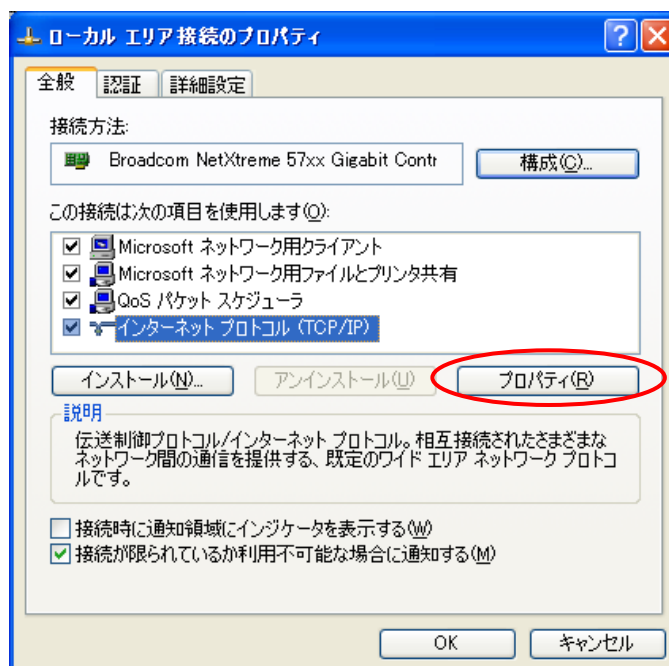 ローカル エリア接続のプロパティ
全般 認証 詳細設定
接続方法:
Broadcom NetXtreme 57xx Gigabit Contr 構成(C)...
この接続は次の項目を使用します(O):
Microsoft ネットワーク用クライアント
Microsoft ネットワーク用ファイルとプリンタ共有
QoS パケット スケジューラ
インターネット プロトコル (TCP/IP)
インストール(N)... アンインストール(U) プロパティ(R)
説明
伝送制御プロトコル/インターネット プロトコル。相互接続されたさまざまな
ネットワーク間の通信を提供する、既定のワイド エリア ネットワーク プロトコ
ルです。
接続時に通知領域にインジケータを表示する(W)
接続が限られているか利用不可能な場合に通知する(M)
OK キャンセル